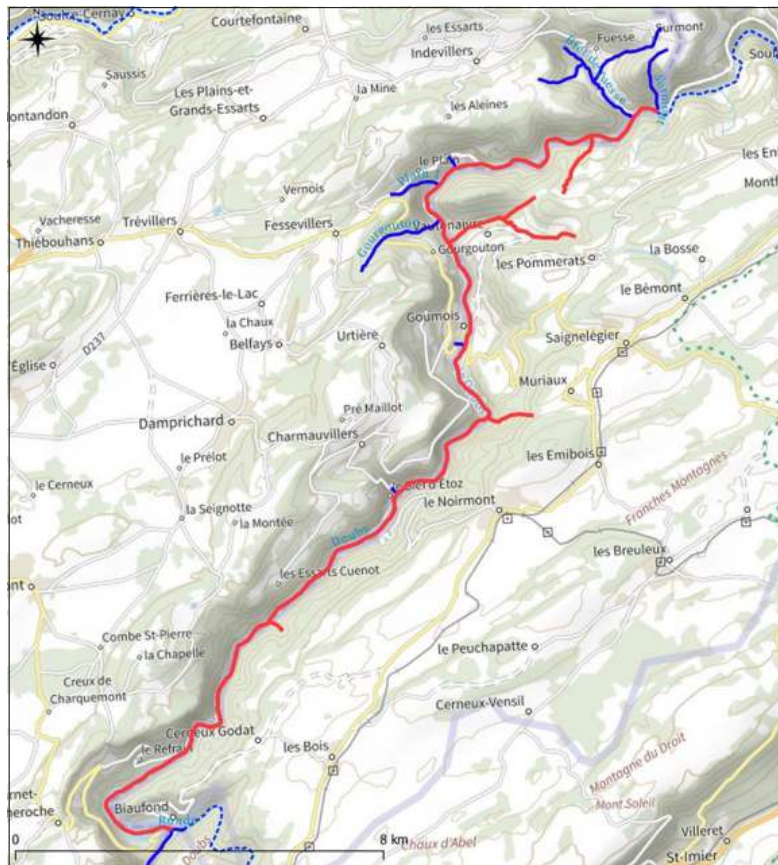 Courtefontaine
les Essarts
Surmont
Fuesse
Indevillers
Saussis
Les Plains-et-
Grands-Essarts
la Mine
les Aleines
le Plain
Vernois
Vacheresse
Trévillers
Fessevillers
Thiébouhans
Gourgouton
les Pommerats
la Bosse
le Bémont
Ferrières-le-Lac
la Chaux
Belfays
Urtière
Goumois
Saignelégier
D237
Muriaux
Pré Maillot
Damprichard
Charmauvillers
le Prélot
les Emibois
le Cerneux
la Seignotte
la Montée
le Noirmont
Franches Montagnes
Doubs
les Breuleux
les Essarts Cuenot
Combe St-Pierre
la Chapelle
le Peuchapatte
Creux de
Charquemont
Cerneux-Vensil
Cerneux Godat
le Refrain
les Bois
Montagne du Droit
Biaufond
Mont Soleil
Doubs
0
8 km
Chaux d'Abel
Villeret
St-Imier